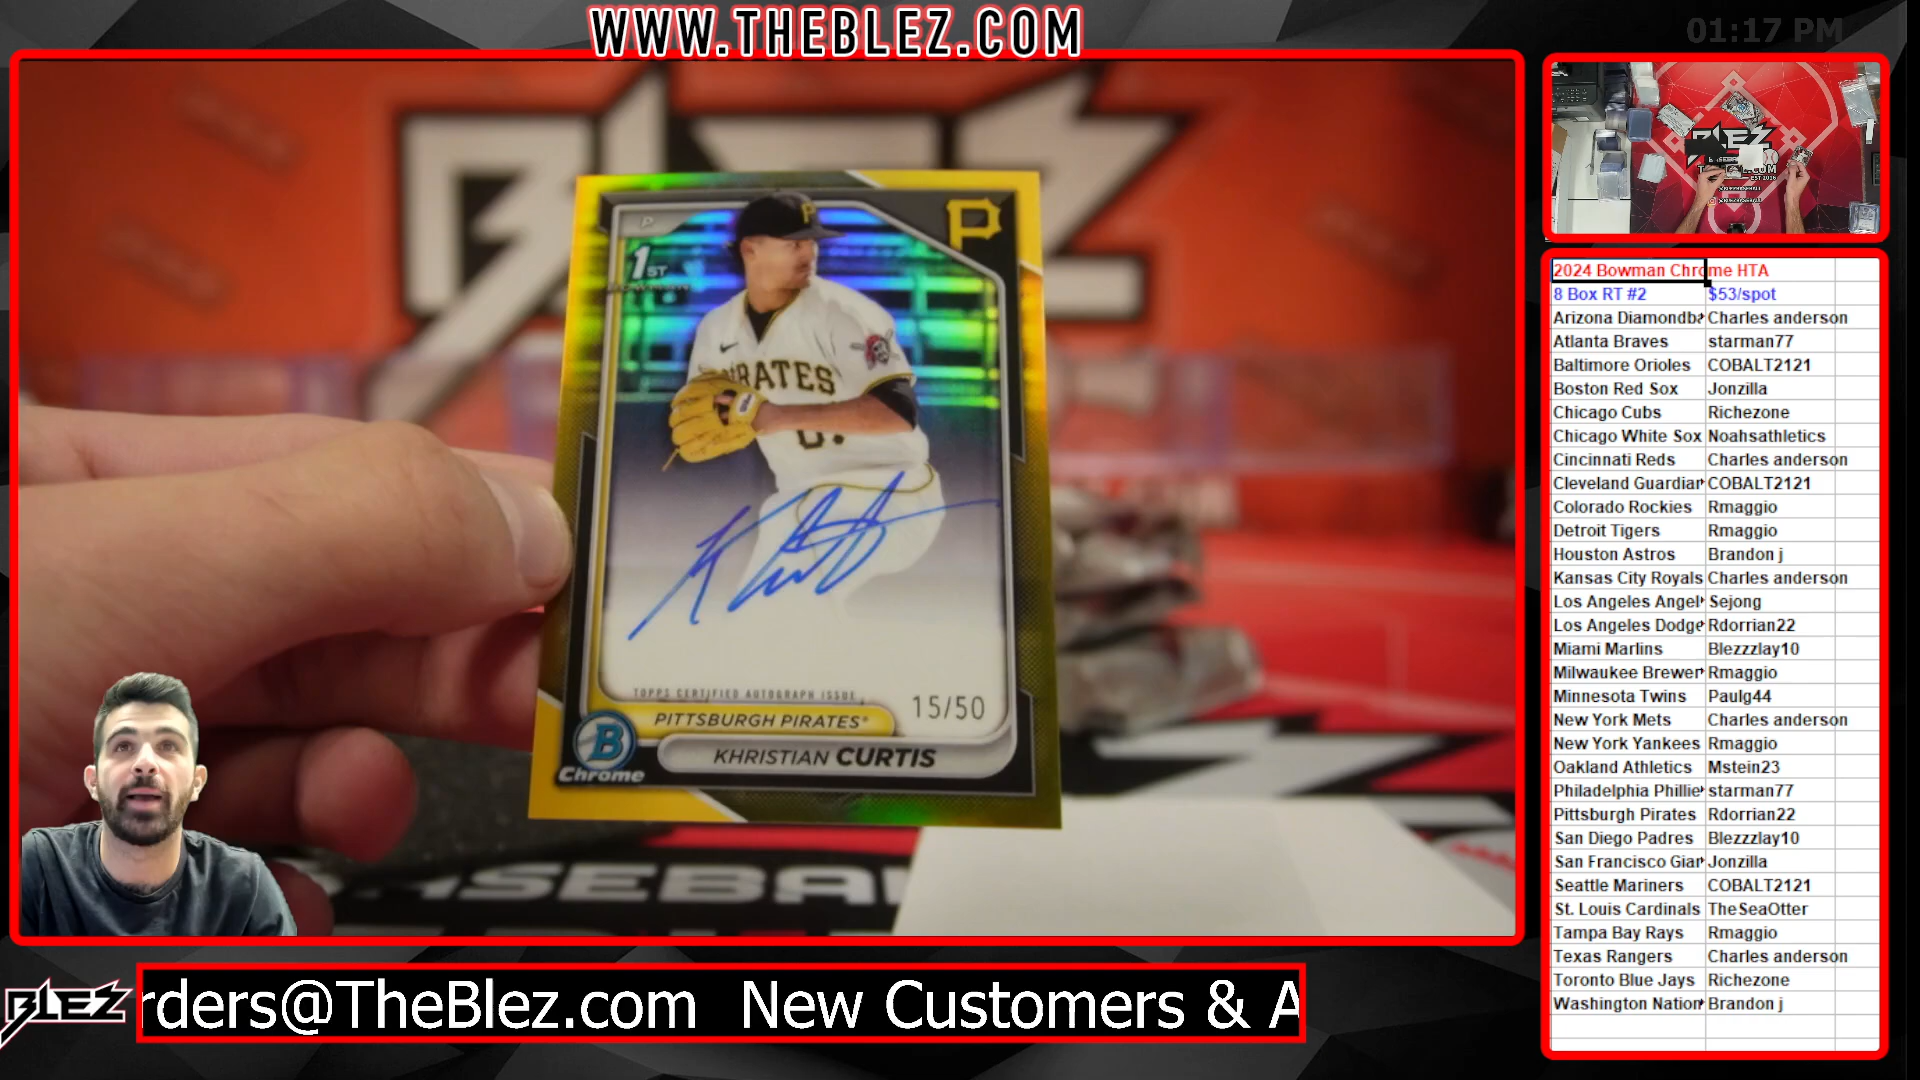 WWW.THEBLEZ.COM
01:17 PM
BLEZ
P
P
1ST
P
PIRATES
TOPPS CERTIFIED AUTOGRAPH ISSUE
15/50
PITTSBURGH PIRATES
KHRISTIAN CURTIS
B
Chrome
BASEBA
BLEZ
2024 Bowman Chrome HTA
8 Box RT #2 $53/spot
Arizona Diamondba Charles anderson
Atlanta Braves starman77
Baltimore Orioles COBALT2121
Boston Red Sox Jonzilla
Chicago Cubs Richezone
Chicago White Sox Noahsathletics
Cincinnati Reds Charles anderson
Cleveland Guardian COBALT2121
Colorado Rockies Rmaggio
Detroit Tigers Rmaggio
Houston Astros Brandon j
Kansas City Royals Charles anderson
Los Angeles Angel Sejong
Los Angeles Dodge Rdorrian22
Miami Marlins Blezzzlay10
Milwaukee Brewer Rmaggio
Minnesota Twins Paulg44
New York Mets Charles anderson
New York Yankees Rmaggio
Oakland Athletics Mstein23
Philadelphia Phillie starman77
Pittsburgh Pirates Rdorrian22
San Diego Padres Blezzzlay10
San Francisco Gian Jonzilla
Seattle Mariners COBALT2121
St. Louis Cardinals TheSeaOtter
Tampa Bay Rays Rmaggio
Texas Rangers Charles anderson
Toronto Blue Jays Richezone
Washington Nation Brandon j
BLEZ
rders@TheBlez.com New Customers & A